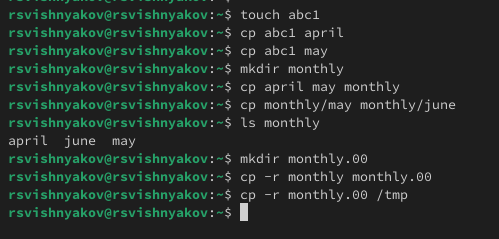 rsvishnyakov@rsvishnyakov:~$ touch abc1
rsvishnyakov@rsvishnyakov:~$ cp abc1 april
rsvishnyakov@rsvishnyakov:~$ cp abc1 may
rsvishnyakov@rsvishnyakov:~$ mkdir monthly
rsvishnyakov@rsvishnyakov:~$ cp april may monthly
rsvishnyakov@rsvishnyakov:~$ cp monthly/may monthly/june
rsvishnyakov@rsvishnyakov:~$ ls monthly
april  june  may
rsvishnyakov@rsvishnyakov:~$ mkdir monthly.00
rsvishnyakov@rsvishnyakov:~$ cp -r monthly monthly.00
rsvishnyakov@rsvishnyakov:~$ cp -r monthly.00 /tmp
rsvishnyakov@rsvishnyakov:~$